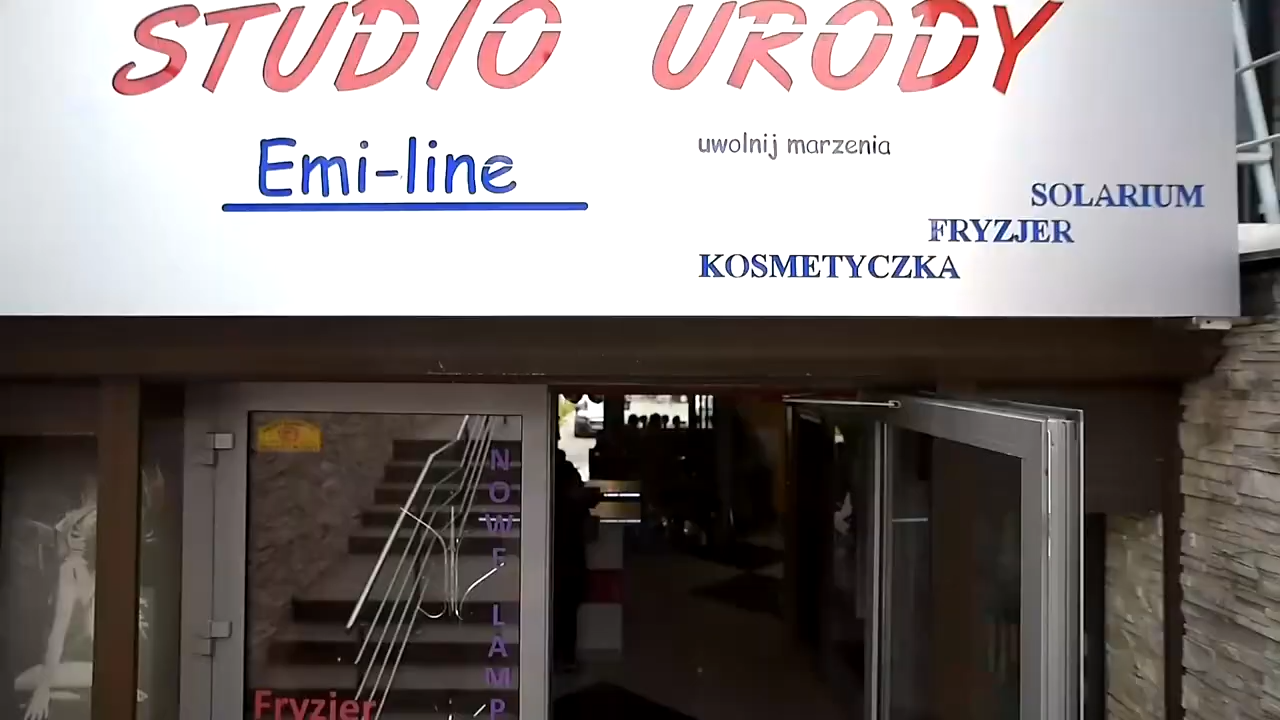 STUDIO URODY
Emi-line
uwolnij marzenia
SOLARIUM
FRYZJER
KOSMETYCZKA
NOWE LAMP
Fryzjer